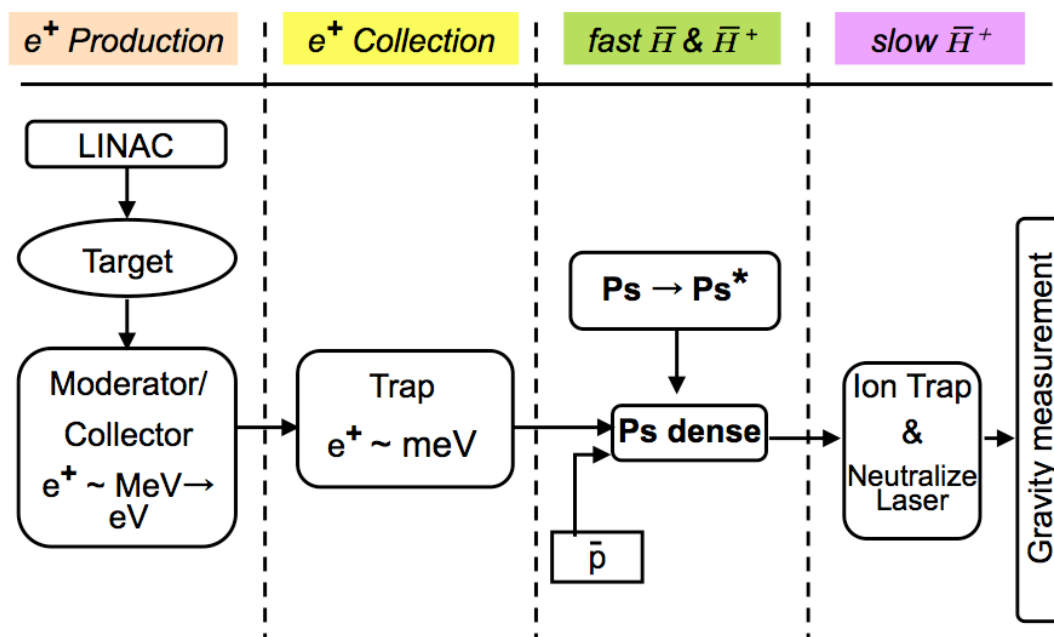 e⁺ Production
e⁺ Collection
fast H̅ & H̅⁺
slow H̅⁺
LINAC
Target
Moderator/
Collector
e⁺ ~ MeV→
eV
Trap
e⁺ ~ meV
Ps → Ps*
Ps dense
p̄
Ion Trap
&
Neutralize
Laser
Gravity measurement